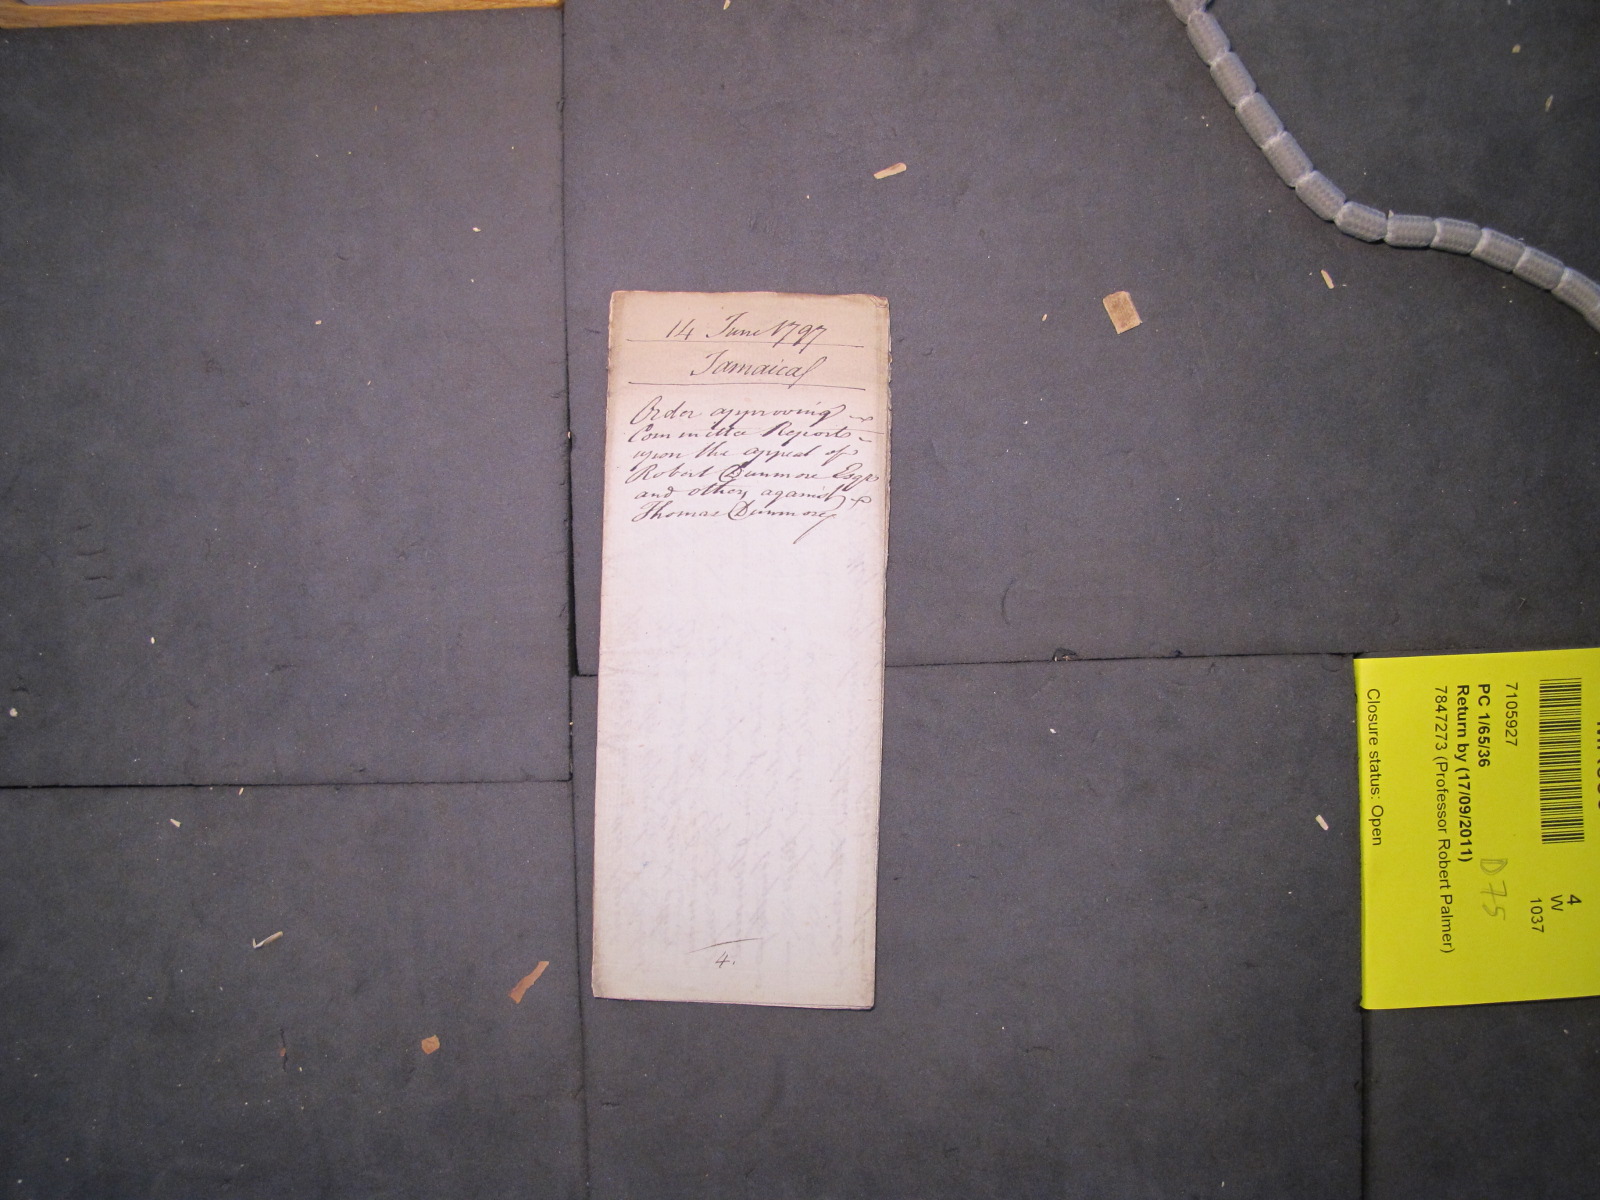 14 June 1797
Jamaica
Order approving
Committee Reports
upon the appeal of
Robert Dunmore Esqr
and others against
Thomas Dunmore
4.
4
W
1037
7105927
PC 1/65/36
Return by (17/09/2011)
7847273 (Professor Robert Palmer)
D75
Closure status: Open